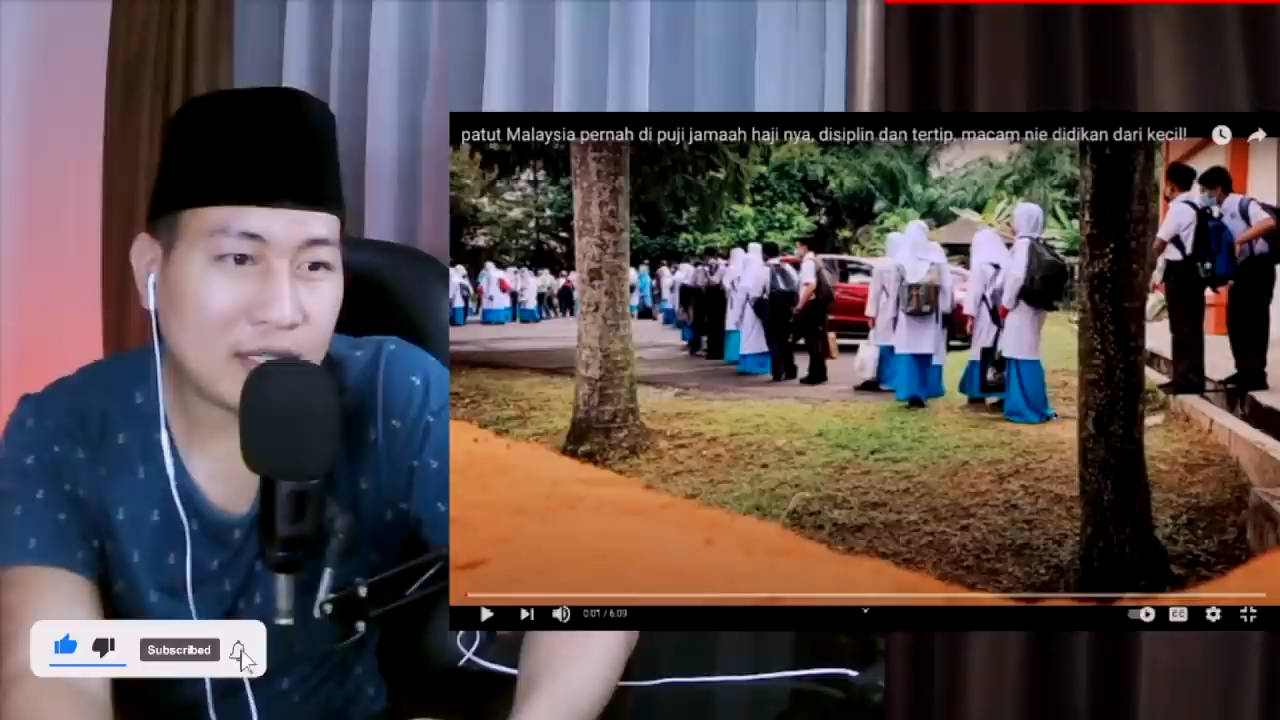 patut Malaysia pernah di puji jamaah haji nya, disiplin dan tertip, macam nie didikan dari kecil!
0:01 / 6:09
CC
Subscribed